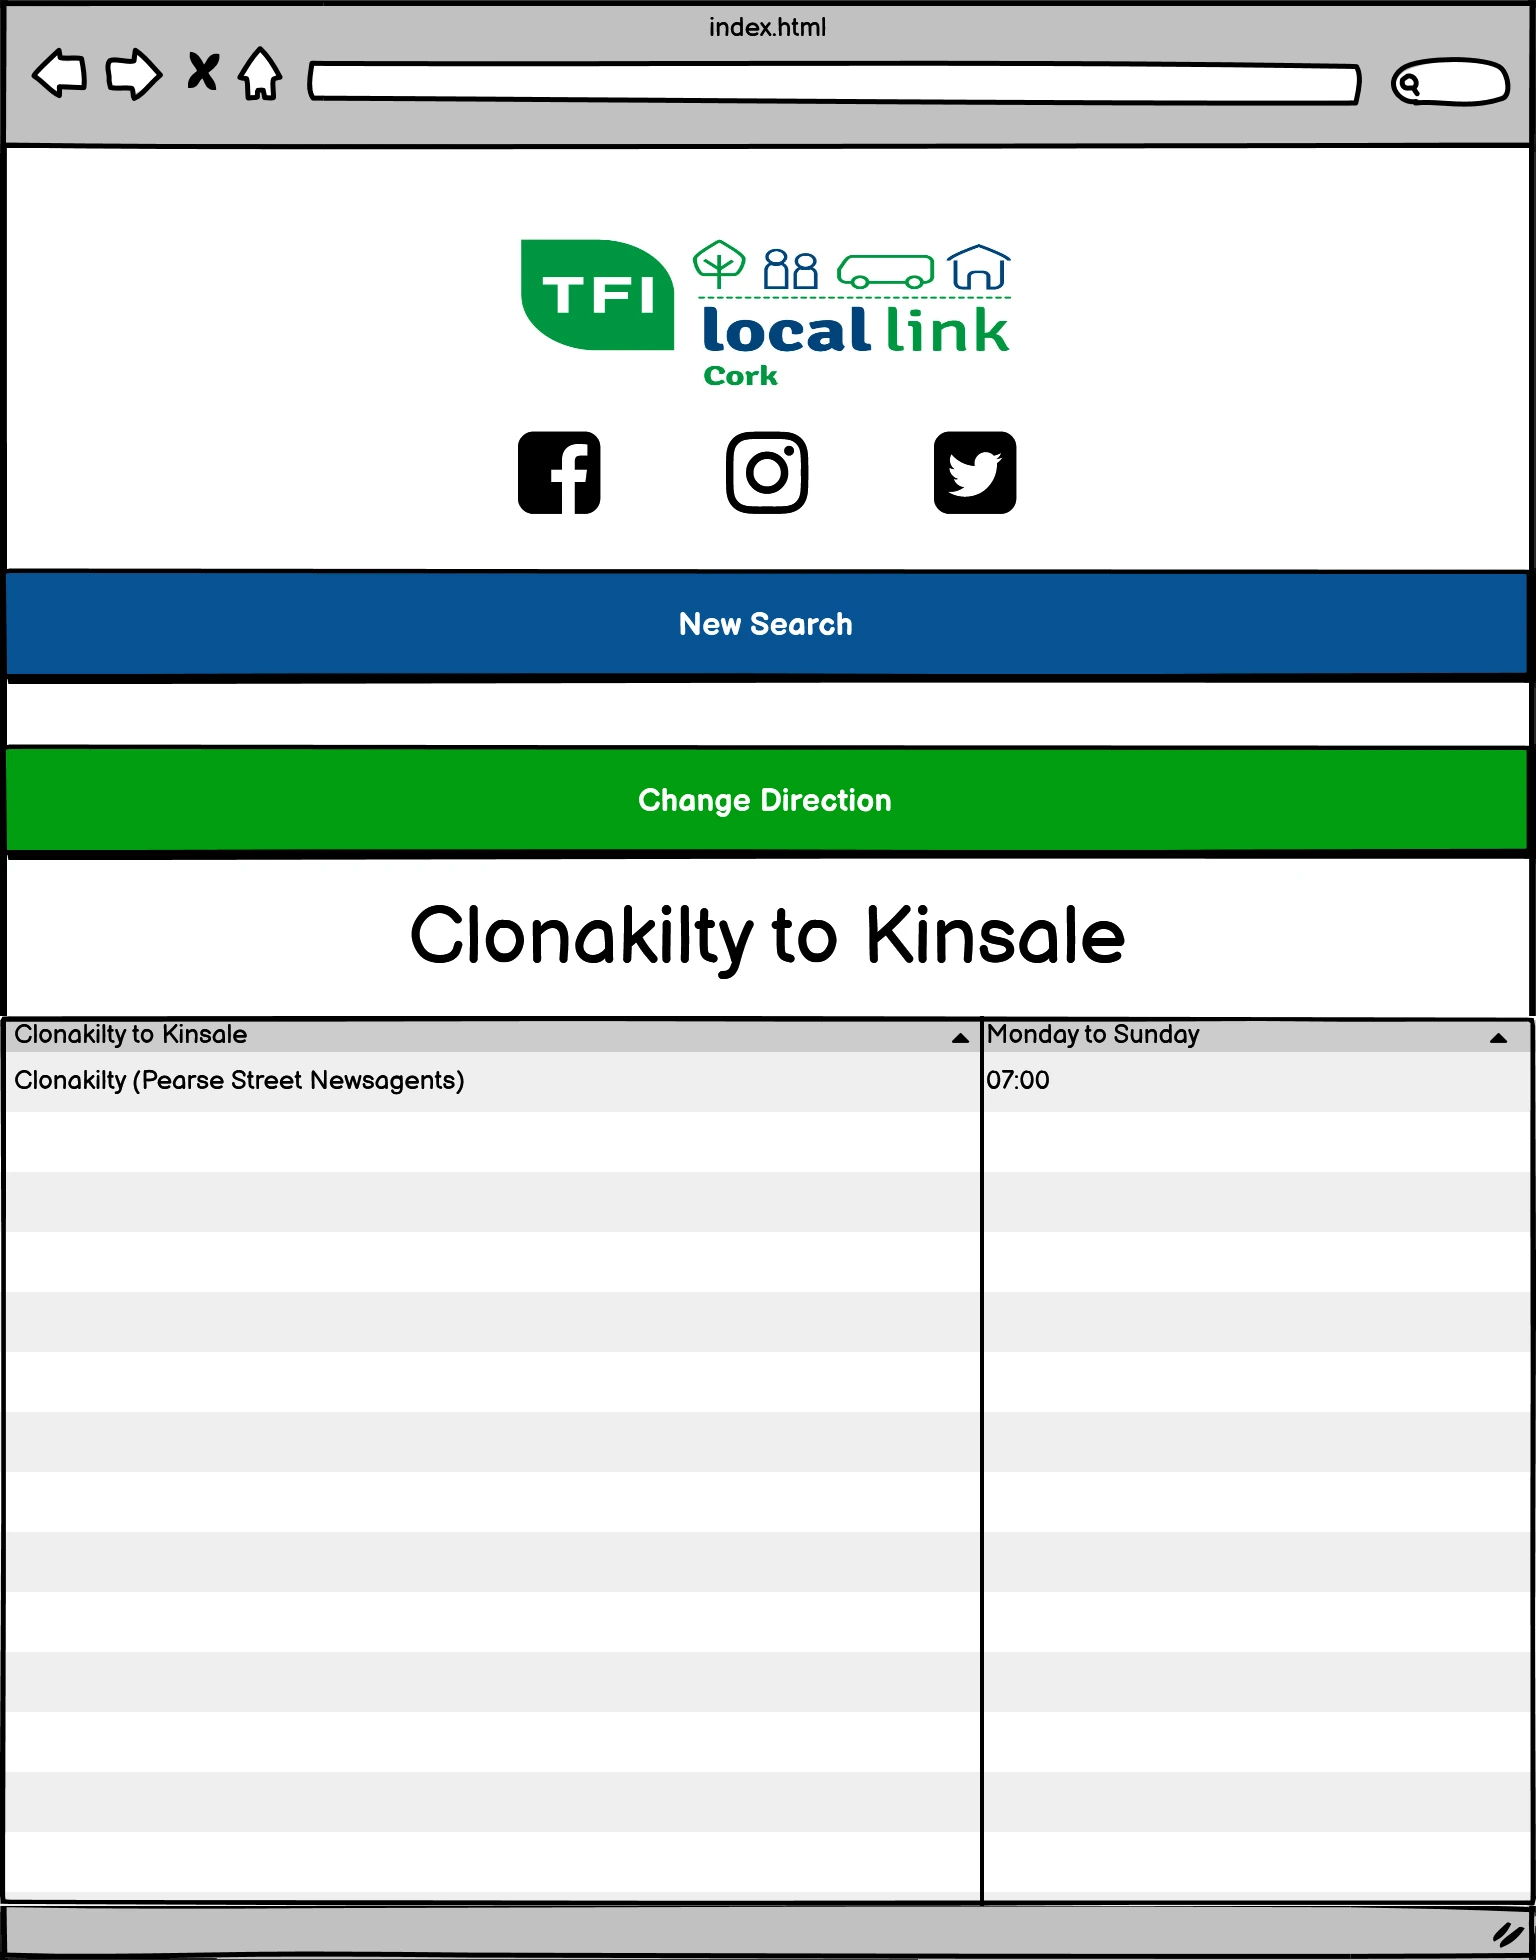 index.html
TFI
local link
Cork
New Search
Change Direction
Clonakilty to Kinsale
Clonakilty to Kinsale Monday to Sunday
Clonakilty (Pearse Street Newsagents) 07:00